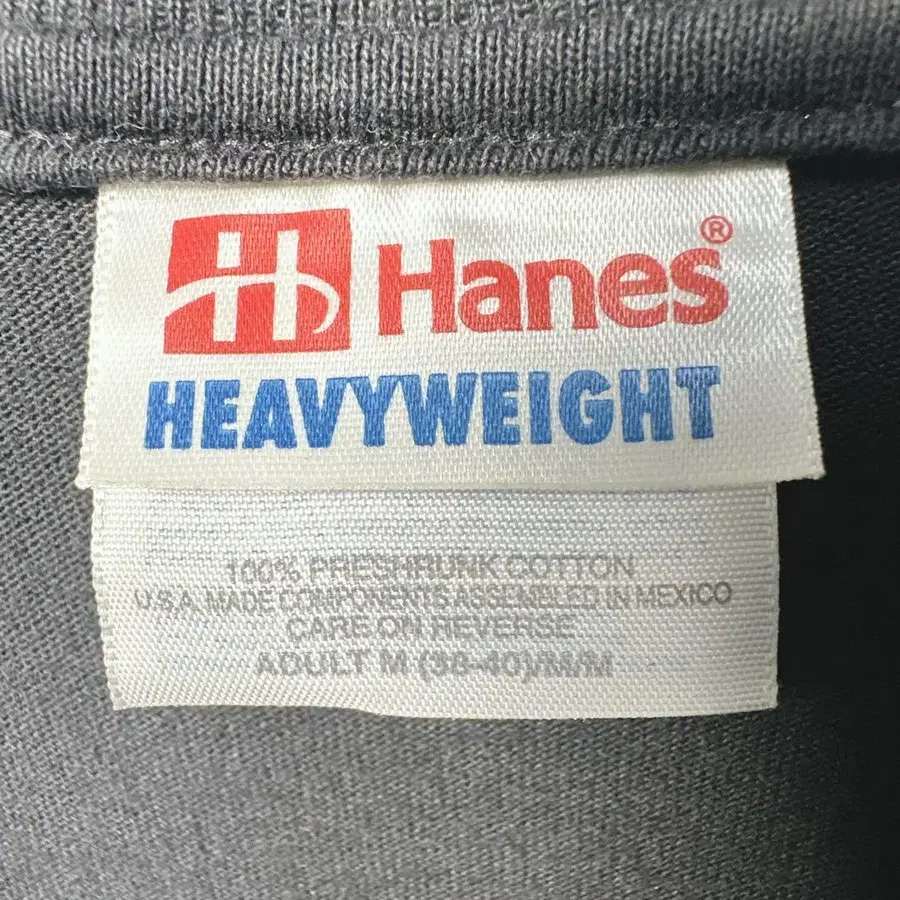 H Hanes®
HEAVYWEIGHT
100% PRESHRUNK COTTON
U.S.A. MADE COMPONENTS ASSEMBLED IN MEXICO
CARE ON REVERSE
ADULT M (38-40)/M/M